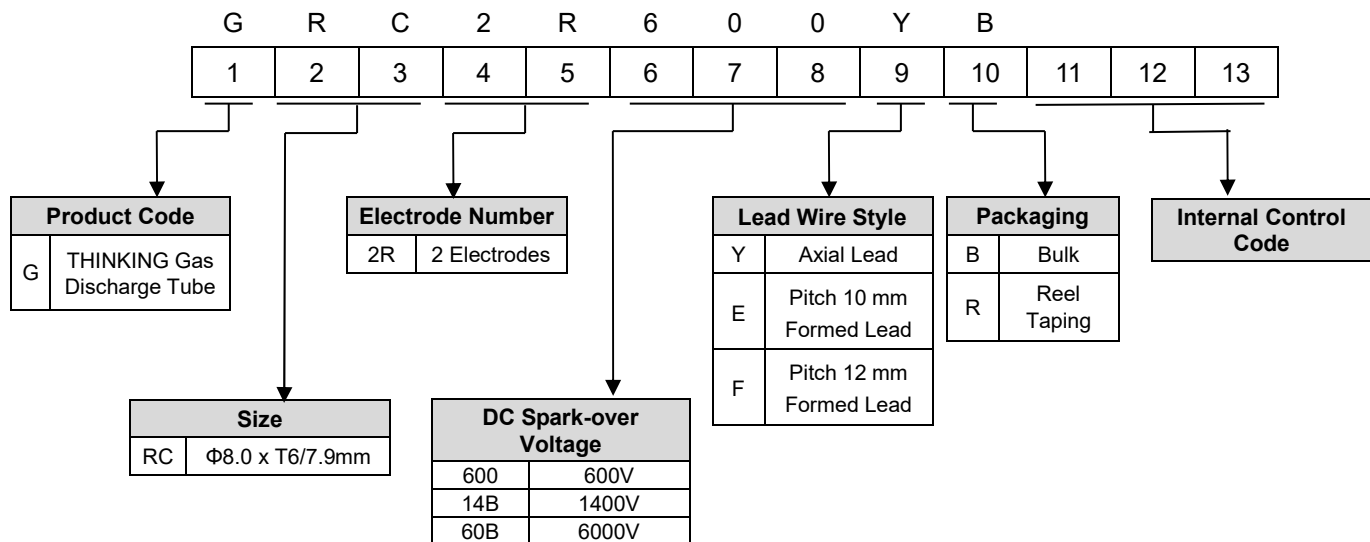 G R C 2 R 6 0 0 Y B
1 2 3 4 5 6 7 8 9 10 11 12 13
Product Code
G THINKING Gas
Discharge Tube
Electrode Number
2R 2 Electrodes
Lead Wire Style
Y Axial Lead
E Pitch 10 mm
Formed Lead
F Pitch 12 mm
Formed Lead
Packaging
B Bulk
R Reel
Taping
Internal Control
Code
Size
RC Φ8.0 x T6/7.9mm
DC Spark-over
Voltage
600 600V
14B 1400V
60B 6000V